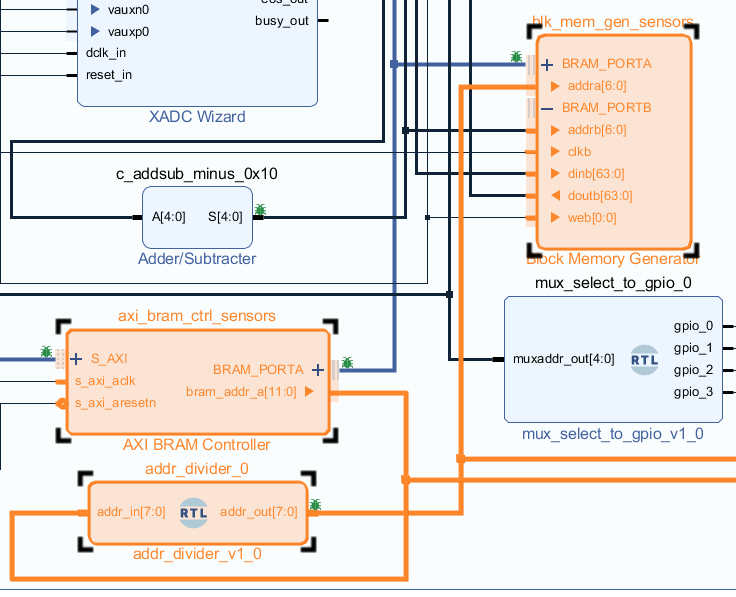 vauxn0
vauxp0
dclk_in
reset_in
busy_out
XADC Wizard
blk_mem_gen_sensors
BRAM_PORTA
addra[6:0]
BRAM_PORTB
addrb[6:0]
clkb
dinb[63:0]
doutb[63:0]
web[0:0]
Block Memory Generator
c_addsub_minus_0x10
A[4:0] S[4:0]
Adder/Subtracter
mux_select_to_gpio_0
muxaddr_out[4:0]
RTL
gpio_0
gpio_1
gpio_2
gpio_3
mux_select_to_gpio_v1_0
axi_bram_ctrl_sensors
S_AXI
s_axi_aclk
s_axi_aresetn
BRAM_PORTA
bram_addr_a[11:0]
AXI BRAM Controller
addr_divider_0
addr_in[7:0] RTL addr_out[7:0]
addr_divider_v1_0